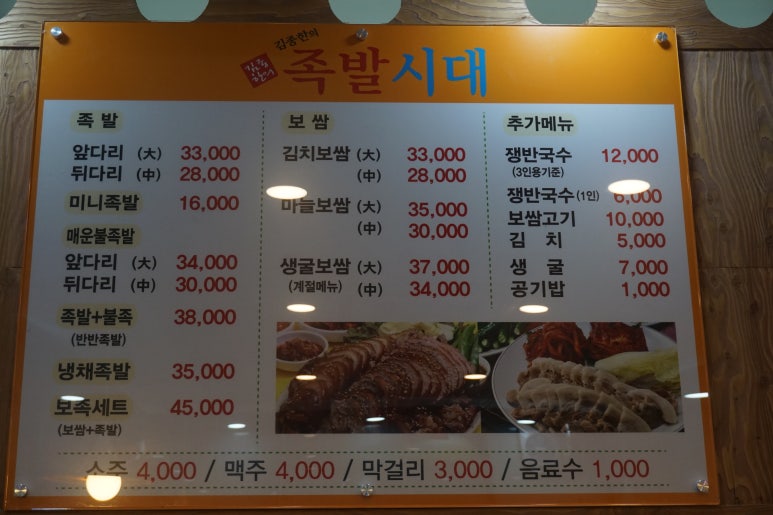 김종한의
족발시대
족발
앞다리 (大) 33,000
뒤다리 (中) 28,000
미니족발 16,000
매운불족발
앞다리 (大) 34,000
뒤다리 (中) 30,000
족발+불족 38,000
(반반족발)
냉채족발 35,000
보족세트 45,000
(보쌈+족발)
보쌈
김치보쌈 (大) 33,000
(中) 28,000
마늘보쌈 (大) 35,000
(中) 30,000
생굴보쌈 (大) 37,000
(계절메뉴) (中) 34,000
추가메뉴
쟁반국수 12,000
(3인용기준)
쟁반국수 (1인) 6,000
보쌈고기 10,000
김 치 5,000
생 굴 7,000
공기밥 1,000
소주 4,000 / 맥주 4,000 / 막걸리 3,000 / 음료수 1,000